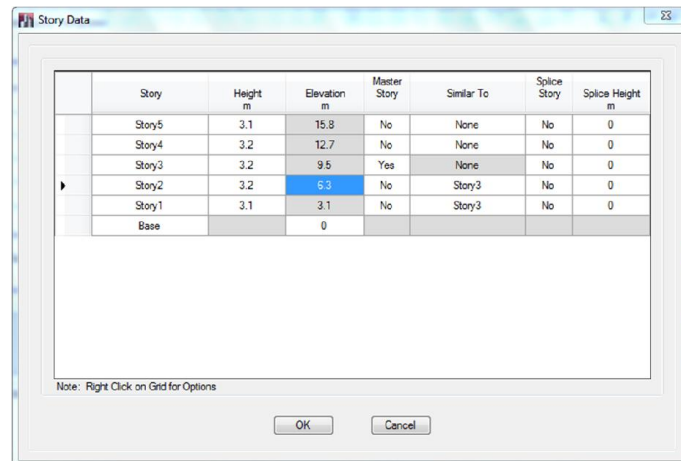 Story Data
Story Height m Elevation m Master Story Similar To Splice Story Splice Height m
Story5 3.1 15.8 No None No 0
Story4 3.2 12.7 No None No 0
Story3 3.2 9.5 Yes None No 0
Story2 3.2 6.3 No Story3 No 0
Story1 3.1 3.1 No Story3 No 0
Base 0
Note: Right Click on Grid for Options
OK Cancel